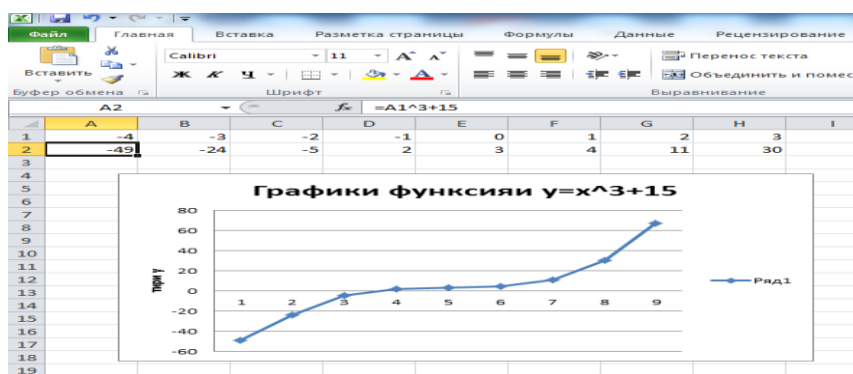 Файл Главная Вставка Разметка страницы Формулы Данные Рецензирование
Вставить Calibri 11 A A Перенос текста
Ж К Ч Объединить и помес
Буфер обмена Шрифт Выравнивание
A2 fx =A1^3+15
A B C D E F G H I
1 -4 -3 -2 -1 0 1 2 3
2 -49 -24 -5 2 3 4 11 30
3
4
5 Графики функсияи y=x^3+15
6
7 80
8 60
9
10 40
11 20
12 тири y Ряд1
13 0
14 1 2 3 4 5 6 7 8 9
15 -20
16 -40
17
18 -60
19